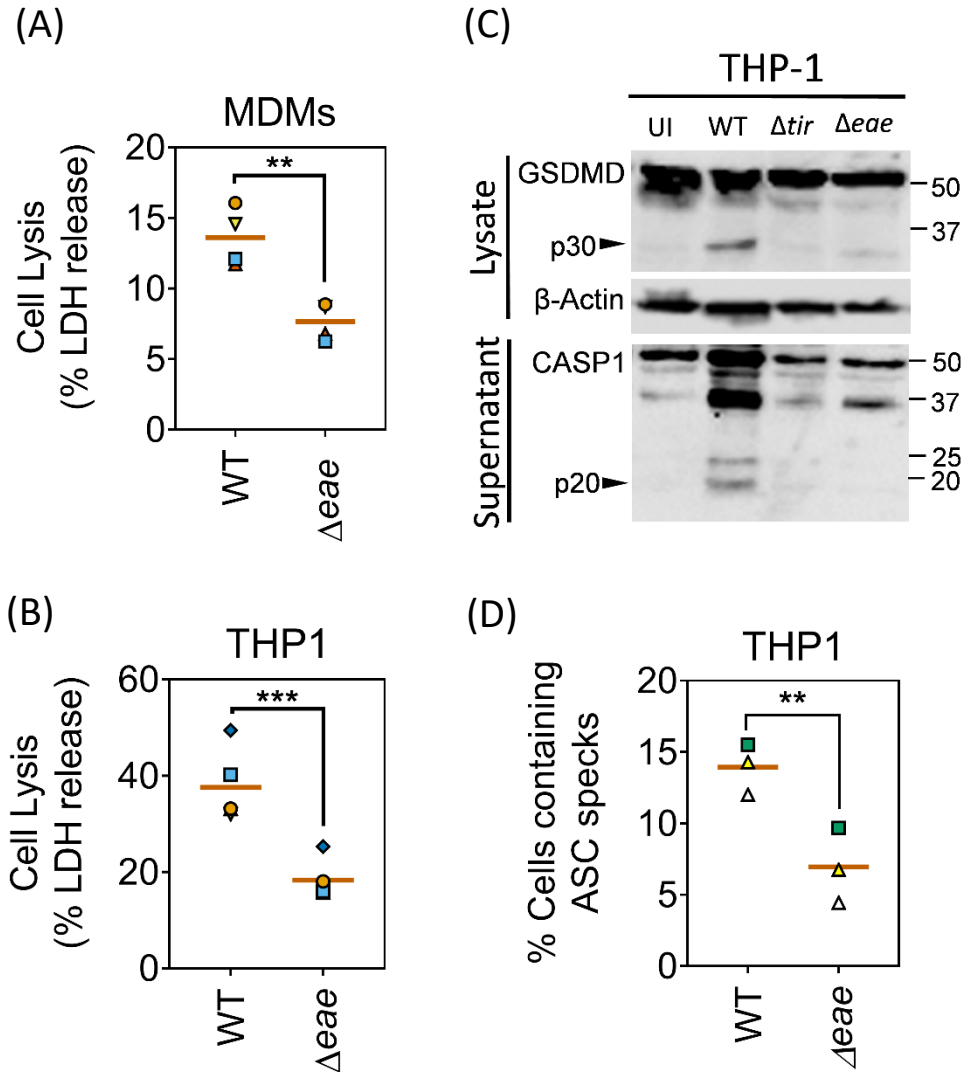 (A)
MDMs
**
20
15
10
5
0
Cell Lysis
(% LDH release)
WT
Δeae
(B)
THP1
***
60
40
20
0
Cell Lysis
(% LDH release)
WT
Δeae
(C)
THP-1
UI WT Δtir Δeae
Lysate
GSDMD
50
37
p30
β-Actin
Supernatant
CASP1
50
37
25
20
p20
(D)
THP1
**
20
15
10
5
0
% Cells containing
ASC specks
WT
Δeae